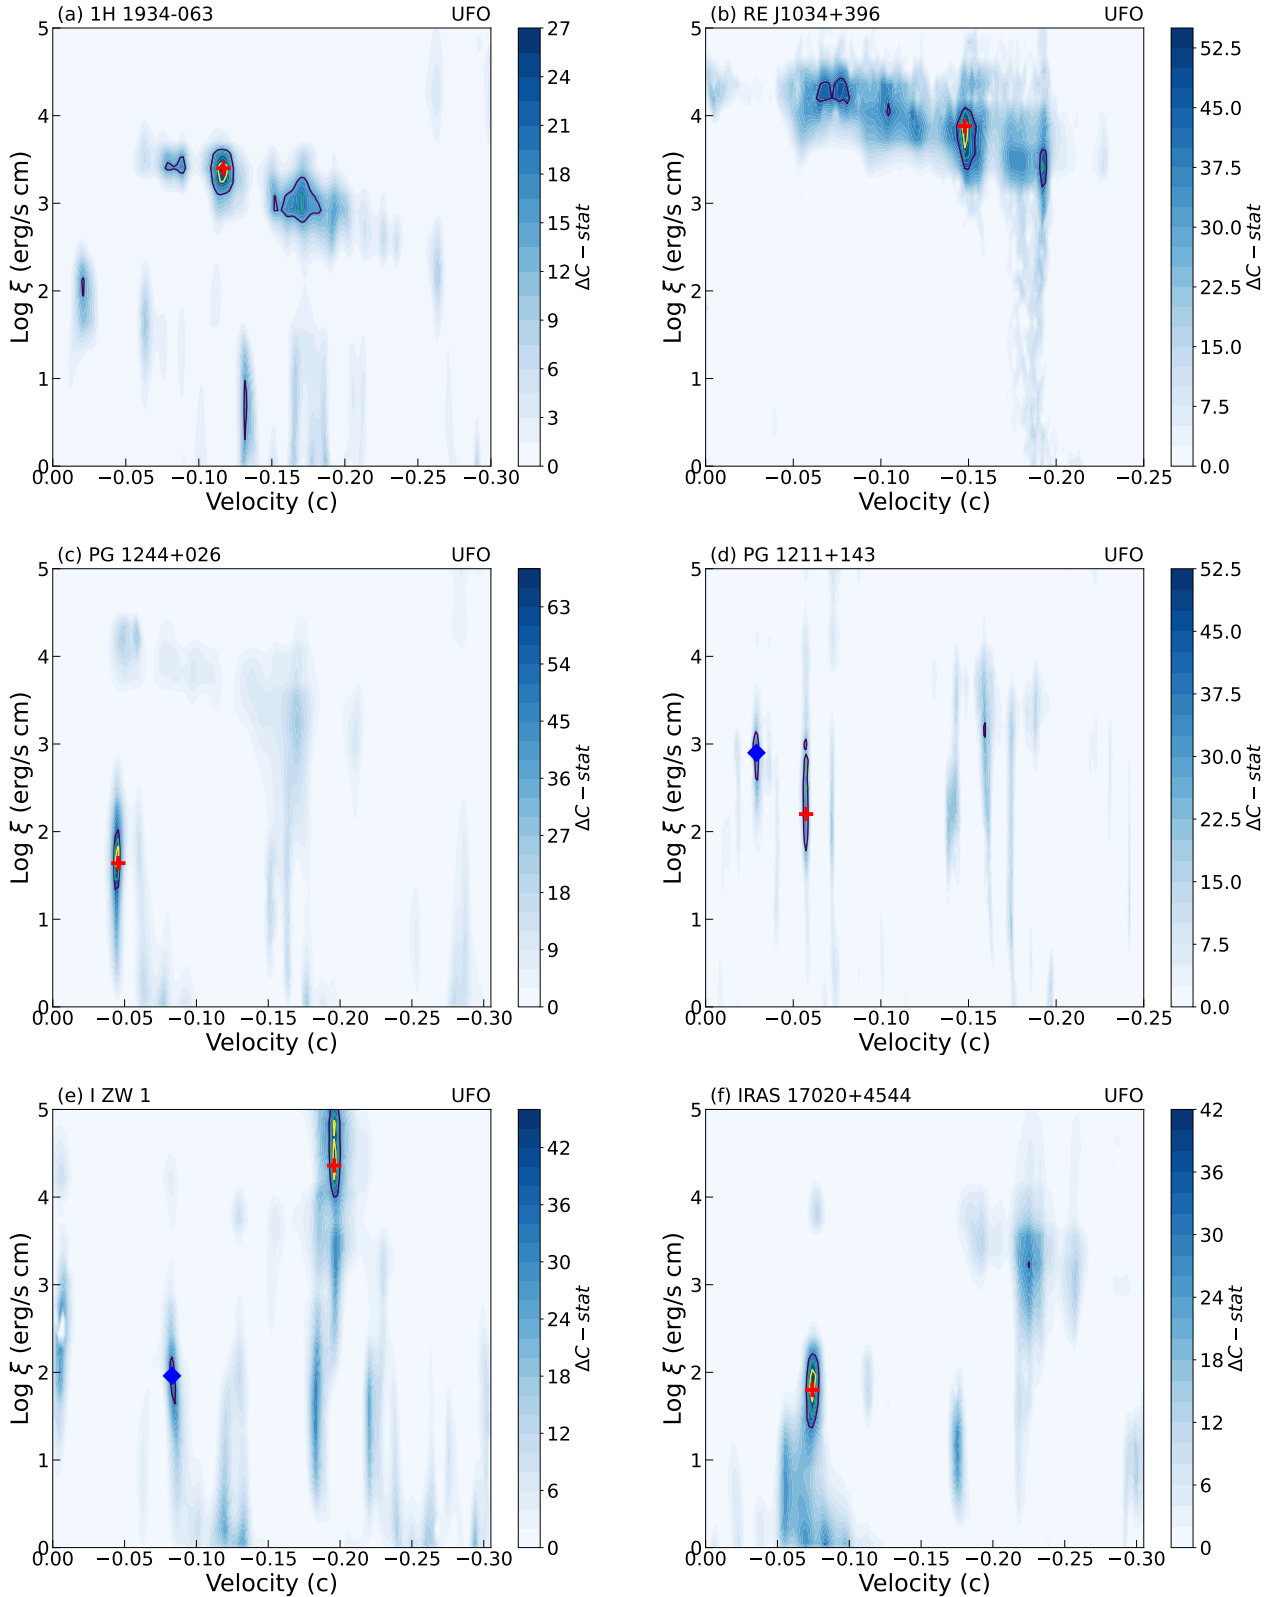 (a) 1H 1934-063 UFO
Log ξ (erg/s cm)
5
4
3
2
1
0
0.00 −0.05 −0.10 −0.15 −0.20 −0.25 −0.30
Velocity (c)
27
24
21
18
15
12
9
6
3
0
ΔC − stat
(b) RE J1034+396 UFO
Log ξ (erg/s cm)
5
4
3
2
1
0
0.00 −0.05 −0.10 −0.15 −0.20 −0.25
Velocity (c)
52.5
45.0
37.5
30.0
22.5
15.0
7.5
0.0
ΔC − stat
(c) PG 1244+026 UFO
Log ξ (erg/s cm)
5
4
3
2
1
0
0.00 −0.05 −0.10 −0.15 −0.20 −0.25 −0.30
Velocity (c)
63
54
45
36
27
18
9
0
ΔC − stat
(d) PG 1211+143 UFO
Log ξ (erg/s cm)
5
4
3
2
1
0
0.00 −0.05 −0.10 −0.15 −0.20 −0.25
Velocity (c)
52.5
45.0
37.5
30.0
22.5
15.0
7.5
0.0
ΔC − stat
(e) I ZW 1 UFO
Log ξ (erg/s cm)
5
4
3
2
1
0
0.00 −0.05 −0.10 −0.15 −0.20 −0.25 −0.30
Velocity (c)
42
36
30
24
18
12
6
0
ΔC − stat
(f) IRAS 17020+4544 UFO
Log ξ (erg/s cm)
5
4
3
2
1
0
0.00 −0.05 −0.10 −0.15 −0.20 −0.25 −0.30
Velocity (c)
42
36
30
24
18
12
6
0
ΔC − stat